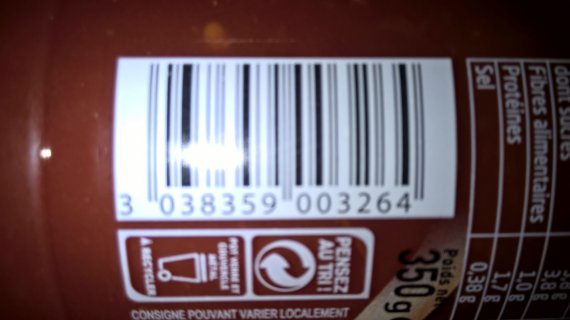 3 038359 003264
PENSEZ
AU TRI !
POT VERRE ET
COUVERCLE
MÉTAL
À RECYCLER
CONSIGNE POUVANT VARIER LOCALEMENT
dont sucres
Fibres alimentaires
3,8 g
1,0 g
Protéines
1,7 g
Sel
0,38 g
Poids net
350g